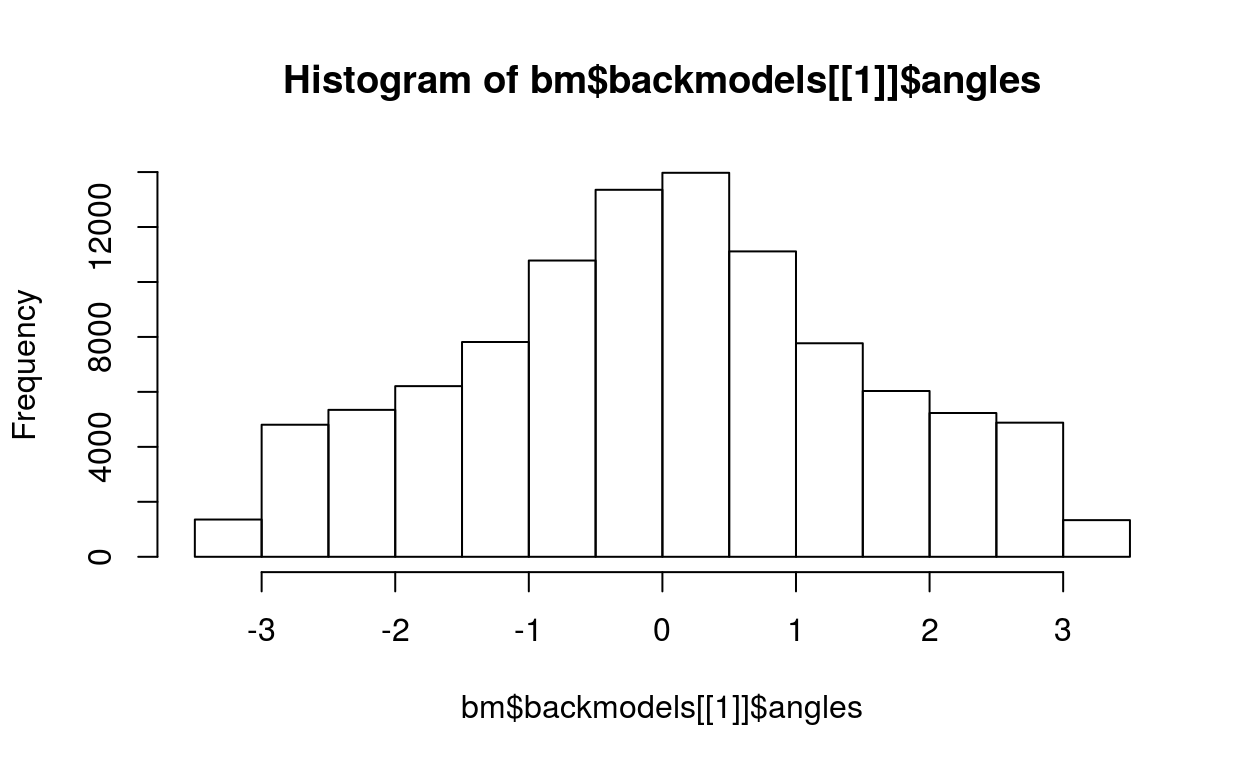 Histogram of bm$backmodels[[1]]$angles
Frequency
12000
8000
4000
0
-3 -2 -1 0 1 2 3
bm$backmodels[[1]]$angles